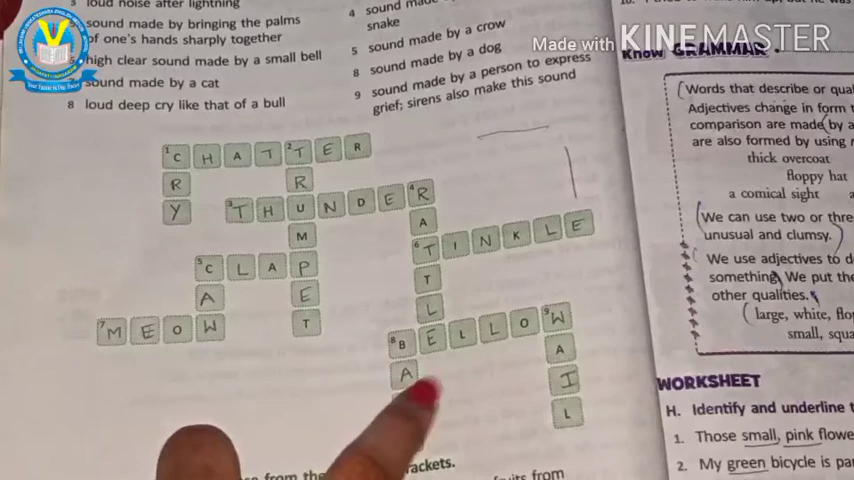 3 loud noise after lightning
sound made by bringing the palms
of one's hands sharply together
high clear sound made by a small bell
sound made by a cat
8 loud deep cry like that of a bull
4 sound made
snake
5 sound made by a crow
8 sound made by a dog
9 sound made by a person to express
grief; sirens also make this sound
Made with KINEMASTER
Know GRAMMAR
Words that describe or qual
Adjectives change in form t
comparison are made by a
are also formed by using
thick overcoat
floppy hat
a comical sight
We can use two or thre
unusual and clumsy.)
We use adjectives to d
something. We put the
other qualities.
(large, white, flo
small, squa
WORKSHEET
H. Identify and underline t
1. Those small, pink flowe
2. My green bicycle is pa
1 C H A T 2 T E R
R R
Y 3 T H U N D E 4 R
M A
5 C L A P 6 T I N K L E
A E T
7 M E O W T L
8 B E L L O 9 W
A A
I
L
from the
rackets.
fruits from